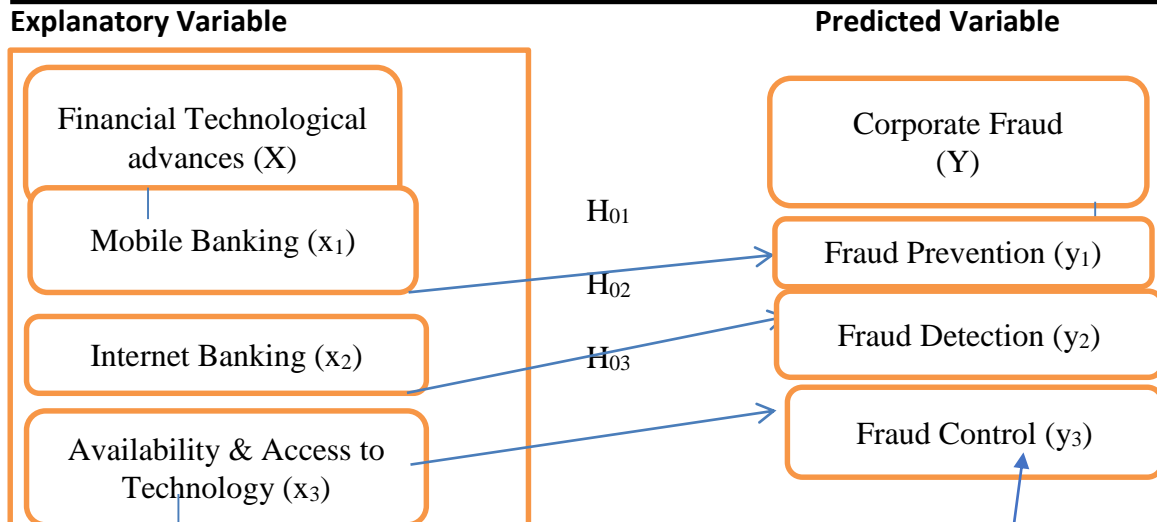 Explanatory Variable
Predicted Variable
Financial Technological
advances (X)
Mobile Banking (x₁)
Internet Banking (x₂)
Availability & Access to
Technology (x₃)
H₀₁
H₀₂
H₀₃
Corporate Fraud
(Y)
Fraud Prevention (y₁)
Fraud Detection (y₂)
Fraud Control (y₃)